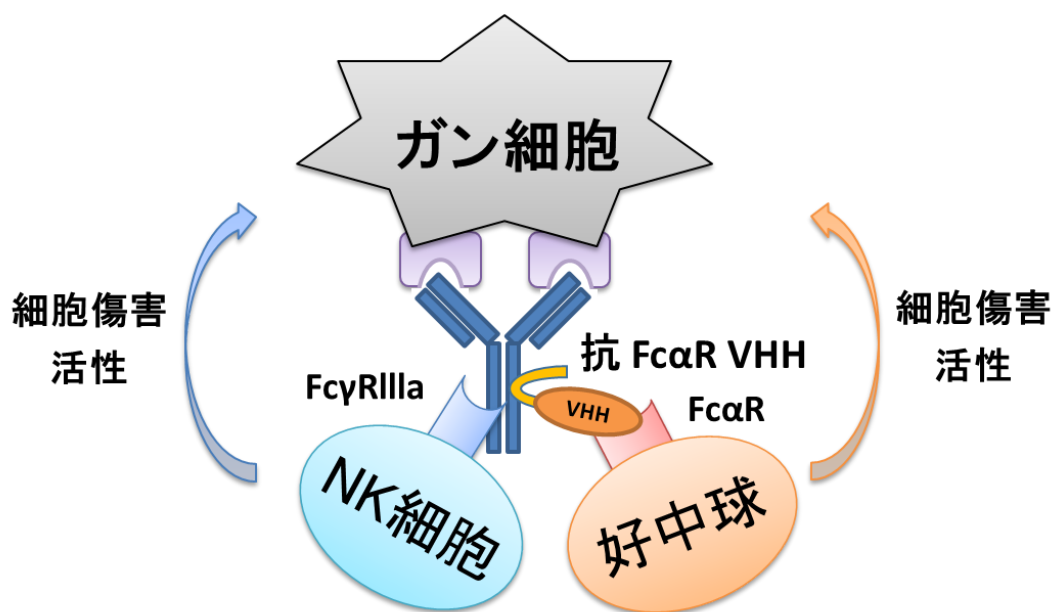 ガン細胞
細胞傷害
活性
細胞傷害
活性
抗 FcαR VHH
FcγRIIIa
VHH
FcαR
NK細胞
好中球